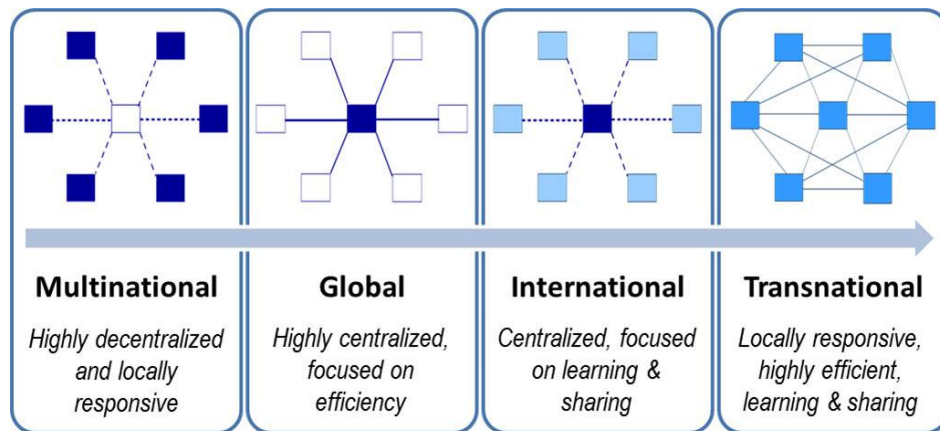 Multinational
Highly decentralized
and locally
responsive
Global
Highly centralized,
focused on
efficiency
International
Centralized, focused
on learning &
sharing
Transnational
Locally responsive,
highly efficient,
learning & sharing